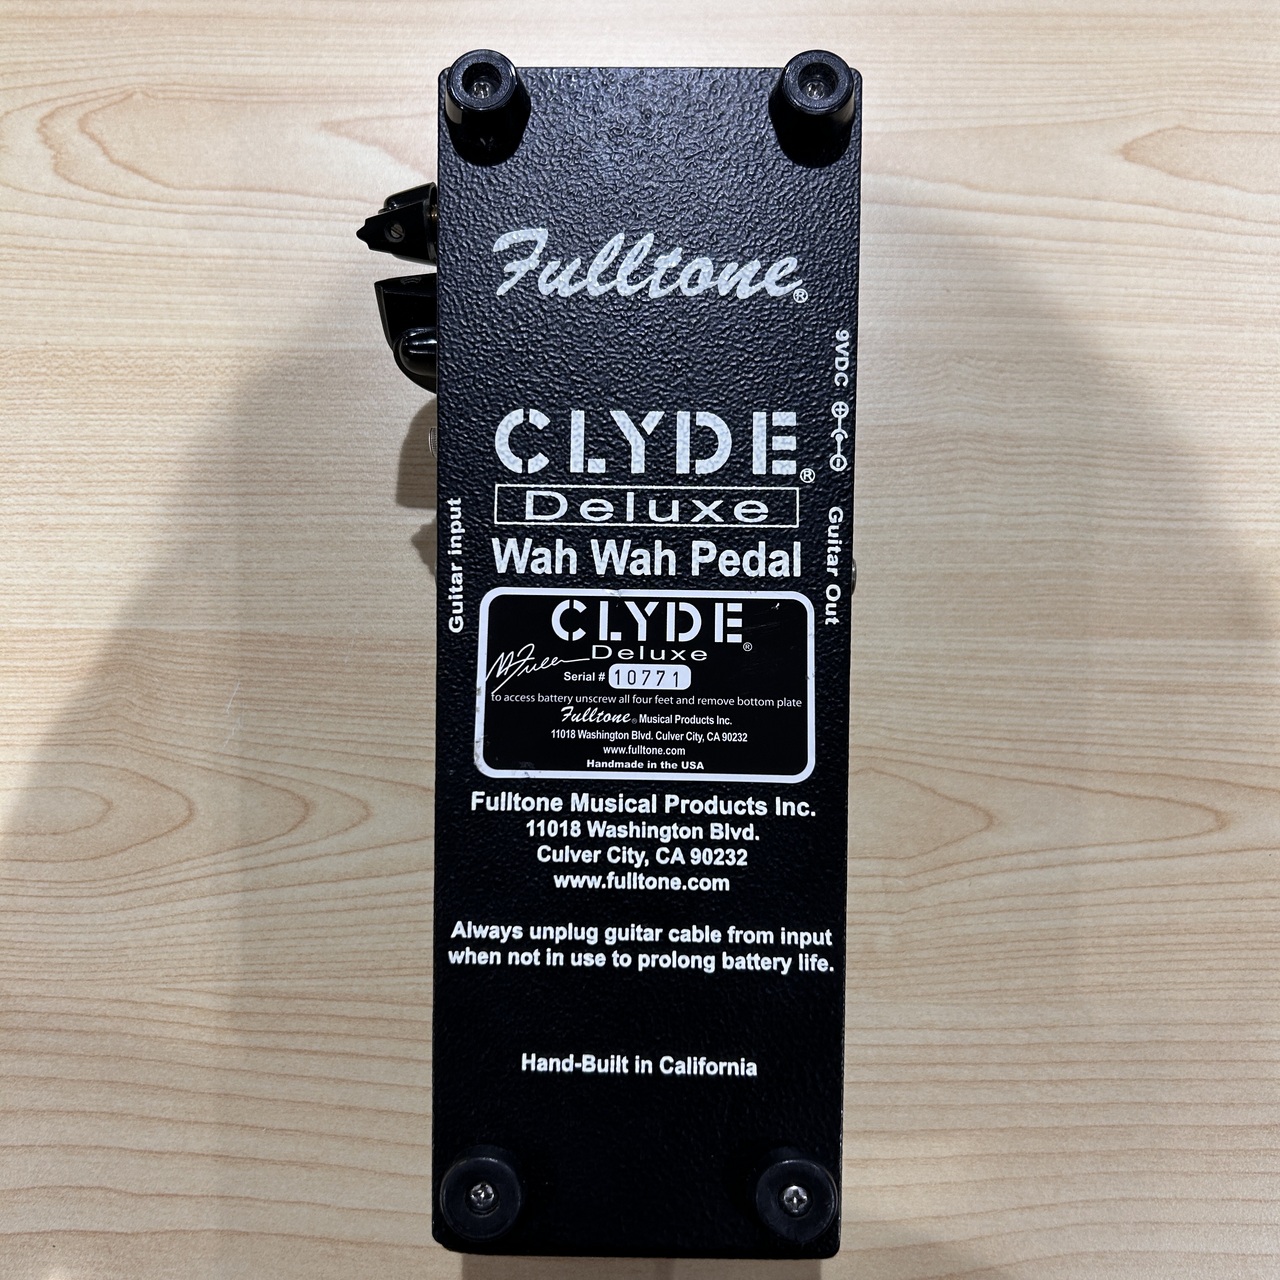 Fulltone®
9VDC
CLYDE®
Deluxe
Wah Wah Pedal
Guitar input
Guitar Out
CLYDE®
Deluxe
Serial # 10771
to access battery unscrew all four feet and remove bottom plate
Fulltone® Musical Products Inc.
11018 Washington Blvd. Culver City, CA 90232
www.fulltone.com
Handmade in the USA
Fulltone Musical Products Inc.
11018 Washington Blvd.
Culver City, CA 90232
www.fulltone.com
Always unplug guitar cable from input
when not in use to prolong battery life.
Hand-Built in California